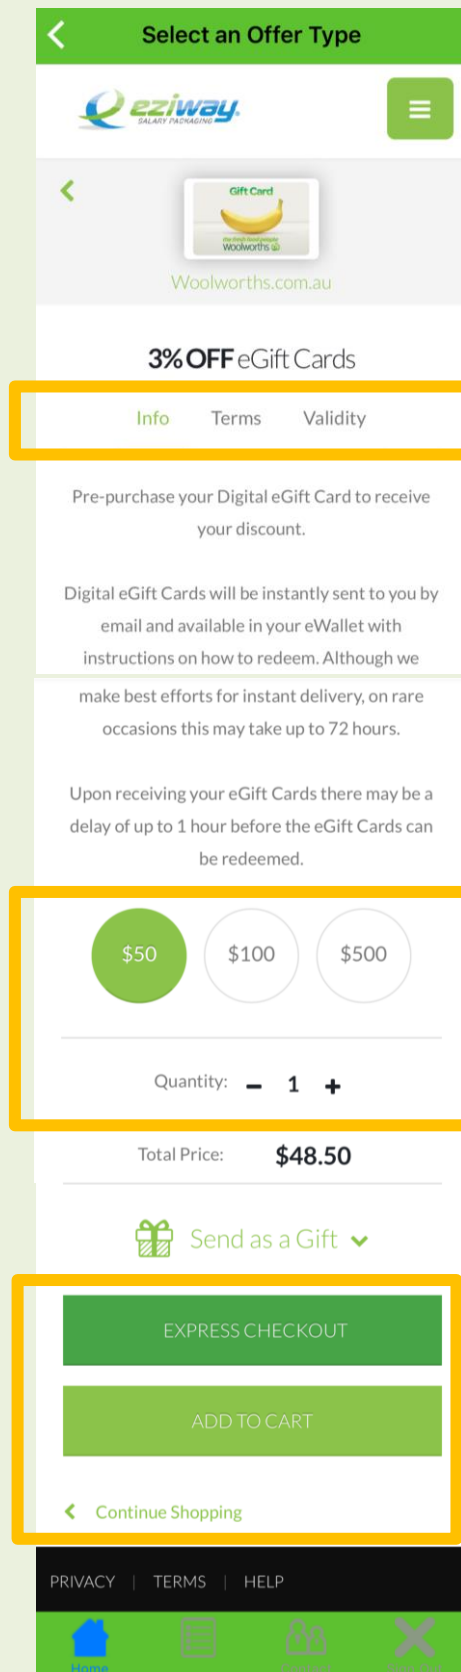 Select an Offer Type
eziway
SALARY PACKAGING
Gift Card
the fresh food people
Woolworths
Woolworths.com.au
3% OFF eGift Cards
Info Terms Validity
Pre-purchase your Digital eGift Card to receive
your discount.
Digital eGift Cards will be instantly sent to you by
email and available in your eWallet with
instructions on how to redeem. Although we
make best efforts for instant delivery, on rare
occasions this may take up to 72 hours.
Upon receiving your eGift Cards there may be a
delay of up to 1 hour before the eGift Cards can
be redeemed.
$50 $100 $500
Quantity: – 1 +
Total Price: $48.50
Send as a Gift
EXPRESS CHECKOUT
ADD TO CART
Continue Shopping
PRIVACY | TERMS | HELP
Home